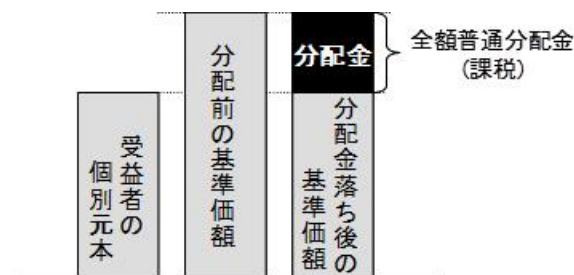 受益者の
個別元本
分配前の基準価額
分配金
分配金落ち後の
基準価額
全額普通分配金
(課税)